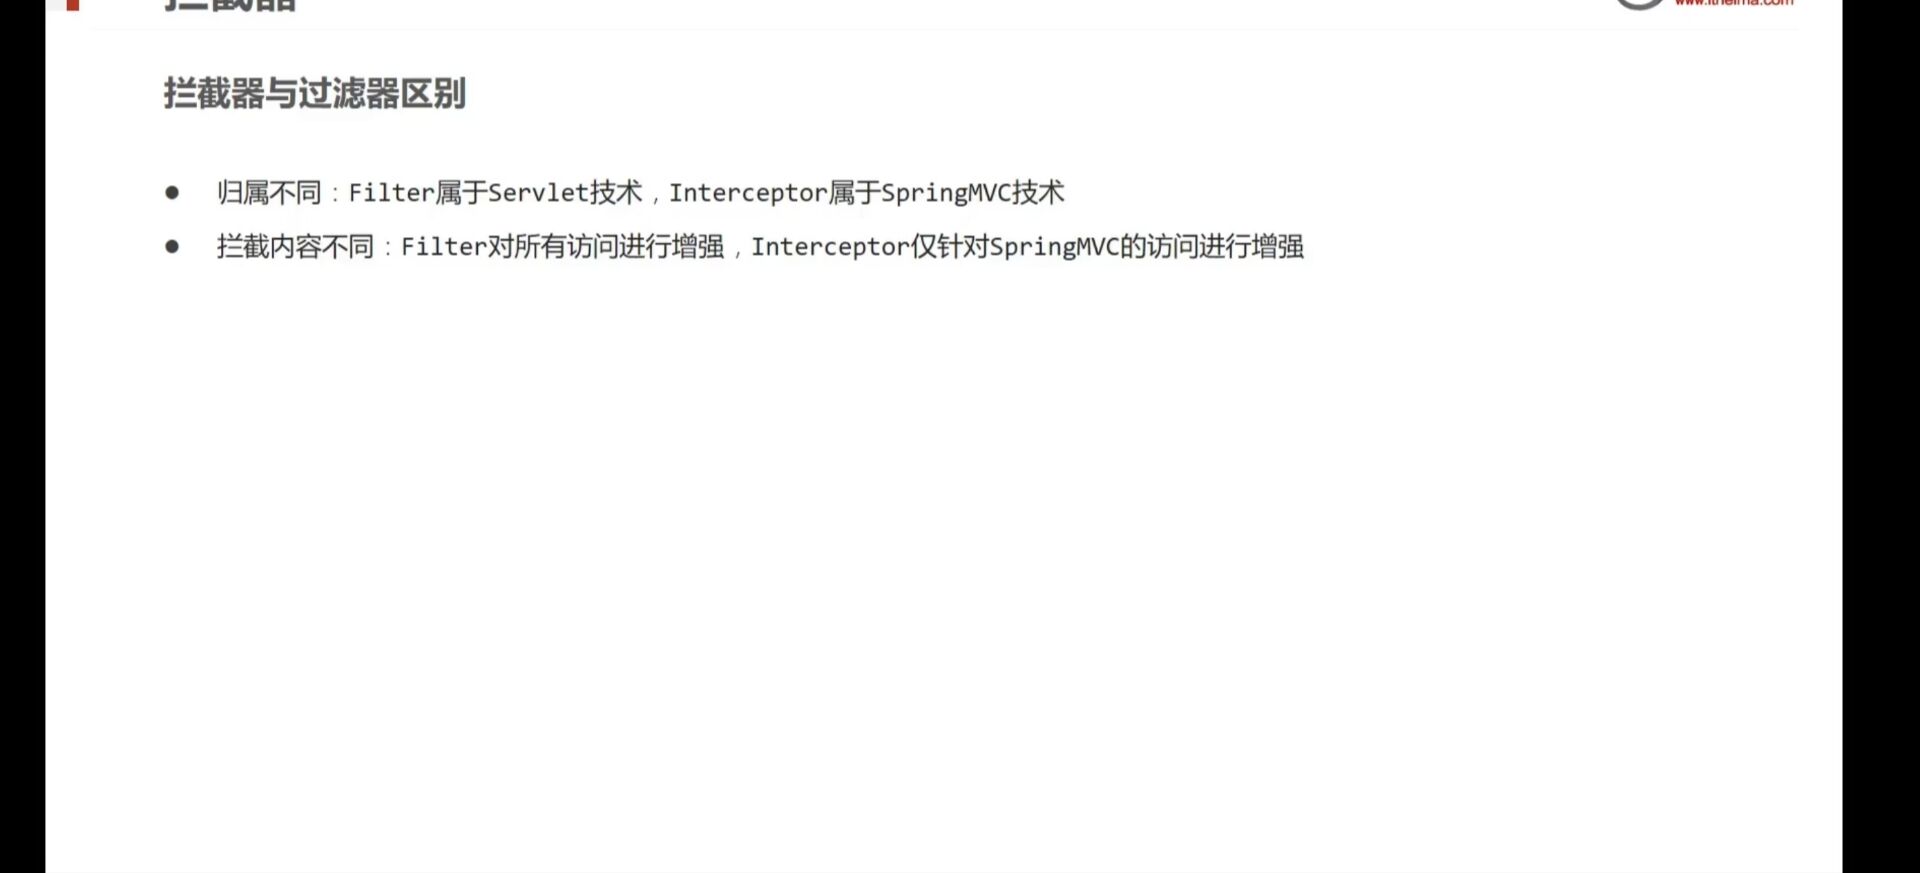 拦截器
www.itheima.com
拦截器与过滤器区别
● 归属不同：Filter属于Servlet技术，Interceptor属于SpringMVC技术
● 拦截内容不同：Filter对所有访问进行增强，Interceptor仅针对SpringMVC的访问进行增强